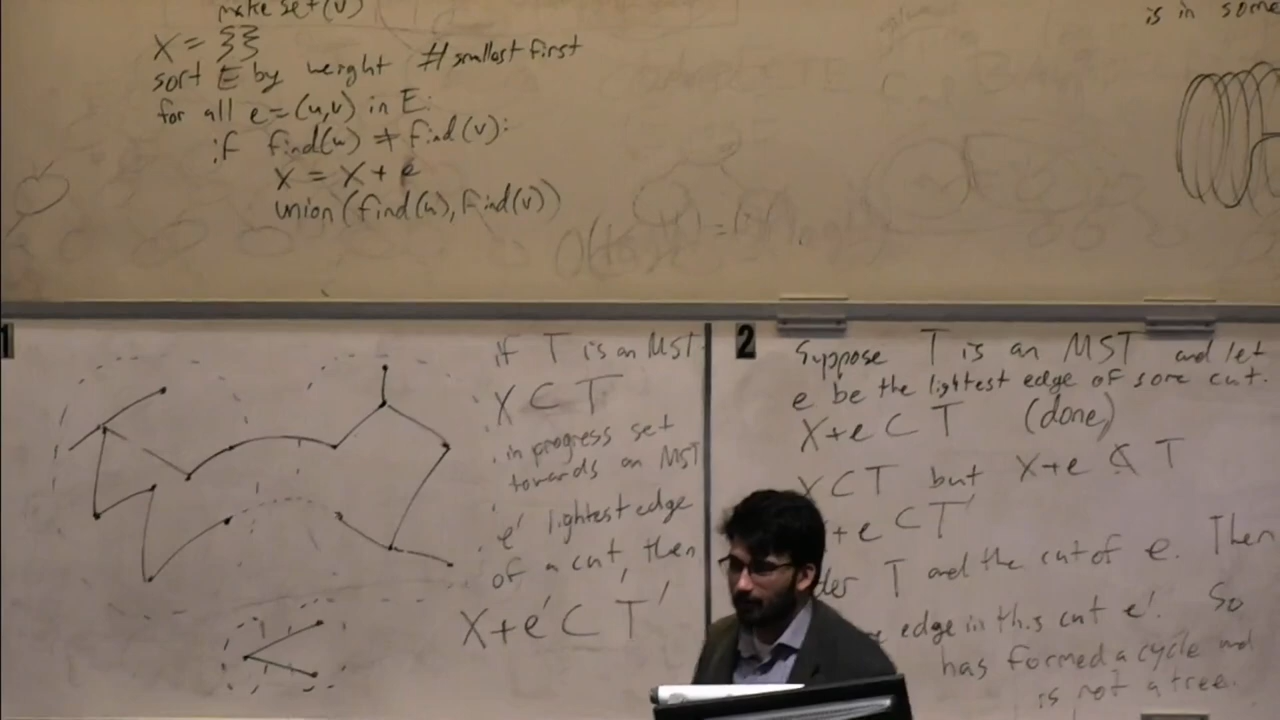 make set(v)
X = {}
sort E by weight #smallest first
for all e=(u,v) in E:
if find(u) ≠ find(v):
X = X + e
union(find(u), find(v))
is in some
1
if T is an MST
X ⊂ T
in progress set
towards an MST
e' lightest edge
of a cut, then
X+e' ⊂ T'
2
Suppose T is an MST and let
e be the lightest edge of some cut.
X+e ⊂ T (done)
X ⊂ T but X+e ⊄ T
+e ⊂ T'
der T and the cut of e. Then
edge in this cut e'. So
has formed a cycle and
is not a tree.